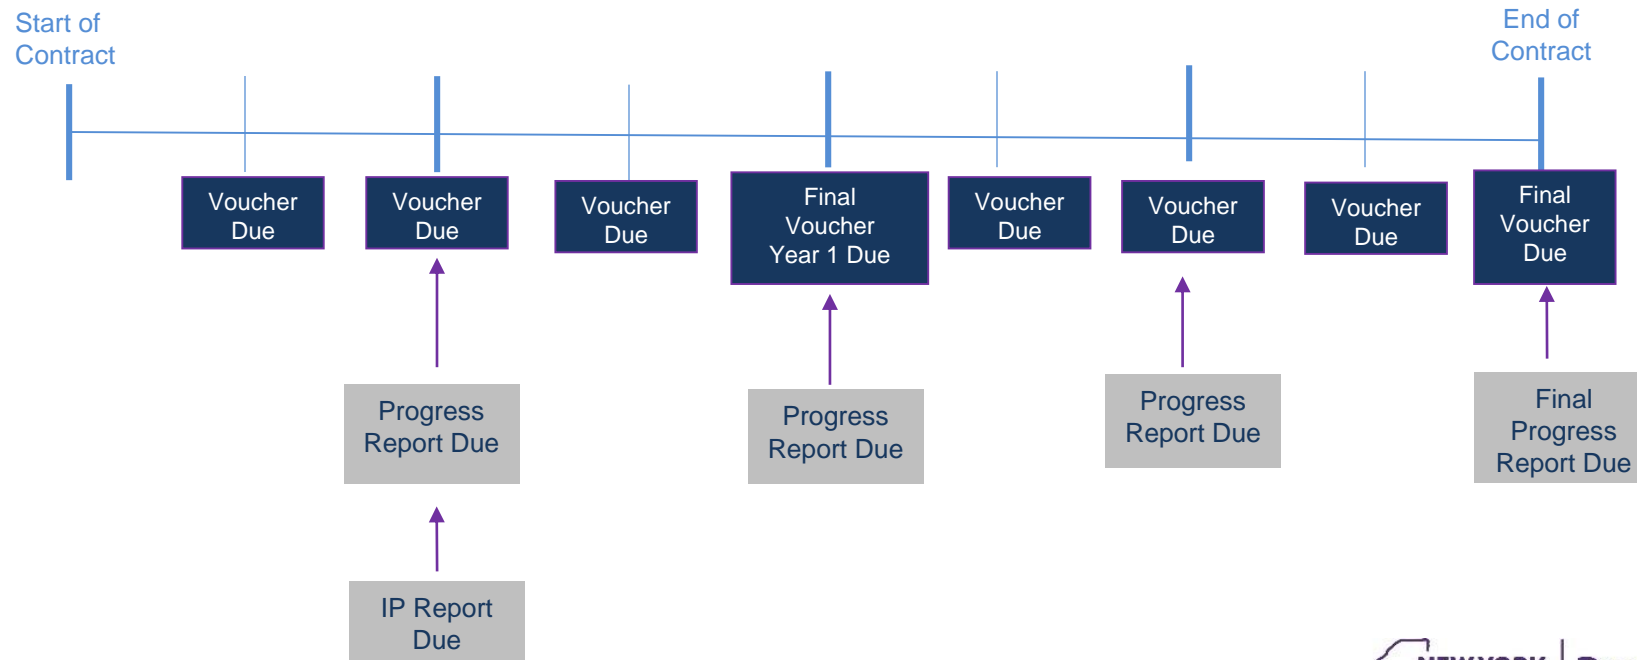 Start of
Contract
End of
Contract
Voucher
Due
Voucher
Due
Voucher
Due
Final
Voucher
Year 1 Due
Voucher
Due
Voucher
Due
Voucher
Due
Final
Voucher
Due
Progress
Report Due
Progress
Report Due
Progress
Report Due
Final
Progress
Report Due
IP Report
Due
NEW YORK